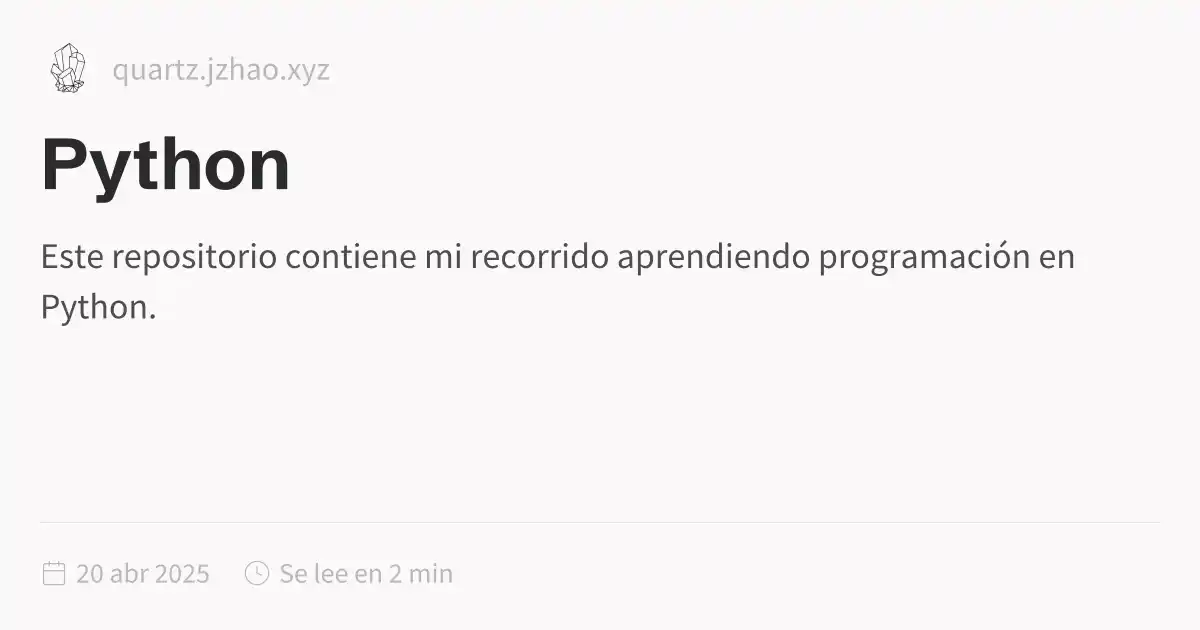 quartz.jzhao.xyz
Python
Este repositorio contiene mi recorrido aprendiendo programación en
Python.
20 abr 2025 Se lee en 2 min